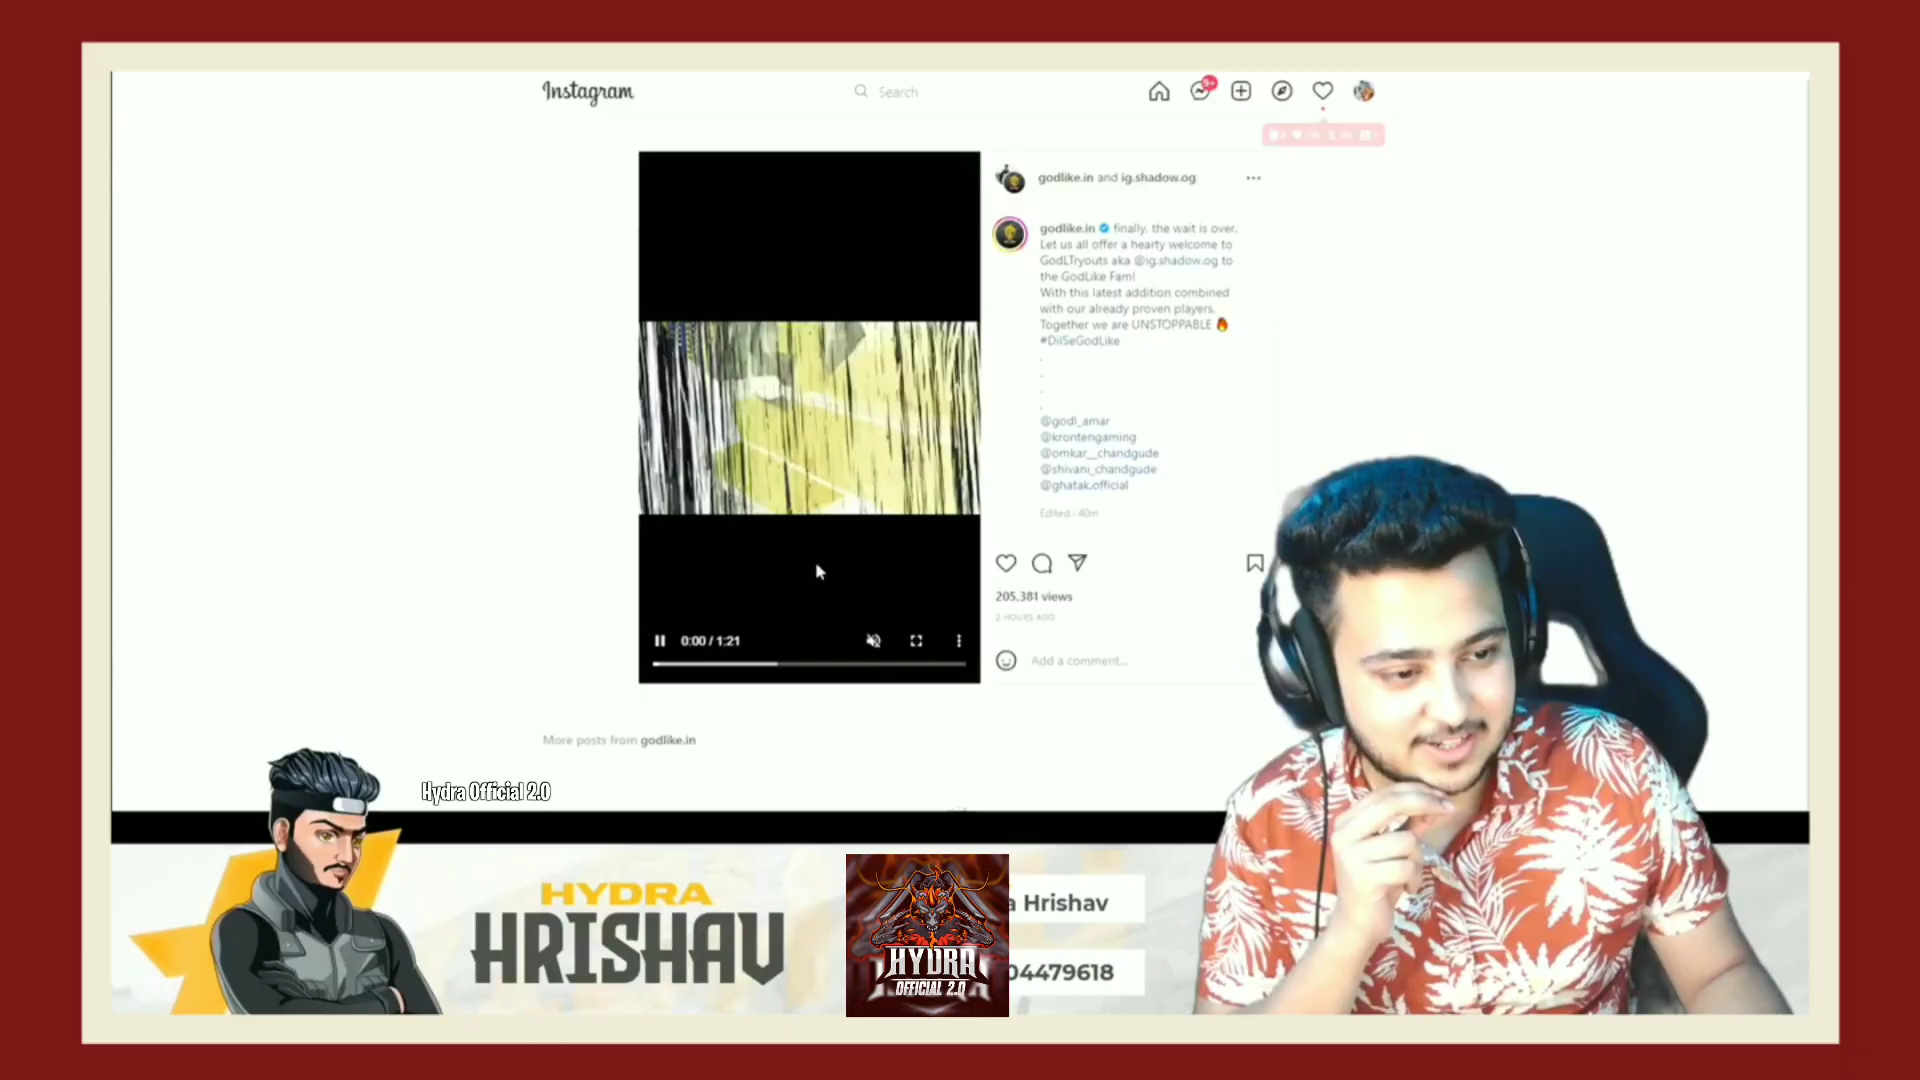 Instagram
Search
9+
godlike.in and ig.shadow.og
godlike.in finally, the wait is over.
Let us all offer a hearty welcome to
GodLTryouts aka @ig.shadow.og to
the GodLike Fam!
With this latest addition combined
with our already proven players.
Together we are UNSTOPPABLE 🔥
#DilSeGodLike
.
.
.
.
@godl_amar
@krontengaming
@omkar__chandgude
@shivani_chandgude
@ghatak.official
Edited · 40m
205,381 views
2 HOURS AGO
0:00 / 1:21
Add a comment...
More posts from godlike.in
Hydra Official 2.0
HYDRA
HRISHAV
HYDRA
OFFICIAL 2.0
a Hrishav
04479618